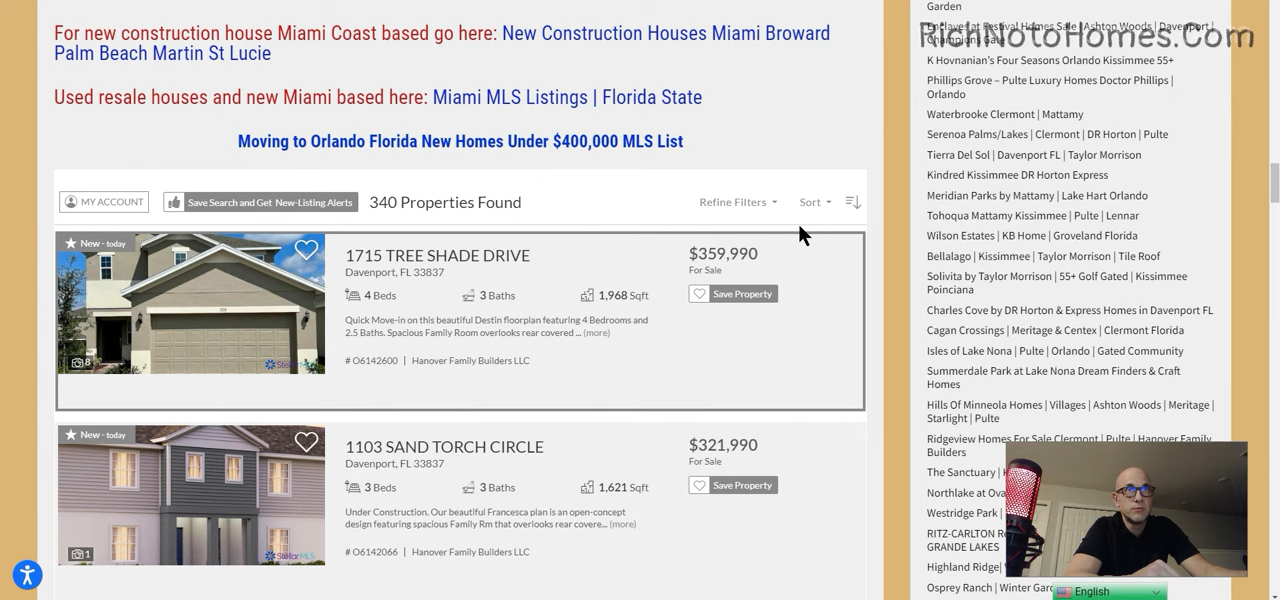 For new construction house Miami Coast based go here: New Construction Houses Miami Broward
Palm Beach Martin St Lucie
Used resale houses and new Miami based here: Miami MLS Listings | Florida State
Moving to Orlando Florida New Homes Under $400,000 MLS List
MY ACCOUNT
Save Search and Get New-Listing Alerts
340 Properties Found
Refine Filters
Sort
New - today
1715 TREE SHADE DRIVE
Davenport, FL 33837
4 Beds
3 Baths
1,968 Sqft
Quick Move-in on this beautiful Destin floorplan featuring 4 Bedrooms and
2.5 Baths. Spacious Family Room overlooks rear covered ... (more)
# O6142600 | Hanover Family Builders LLC
$359,990
For Sale
Save Property
8
StellarMLS
New - today
1103 SAND TORCH CIRCLE
Davenport, FL 33837
3 Beds
3 Baths
1,621 Sqft
Under Construction. Our beautiful Francesca plan is an open-concept
design featuring spacious Family Rm that overlooks rear covere... (more)
# O6142066 | Hanover Family Builders LLC
$321,990
For Sale
Save Property
1
StellarMLS
RichNotoHomes.Com
Garden
Enclaves at Festival Homes Sale | Ashton Woods | Davenport |
Champions Gate
K Hovnanian's Four Seasons Orlando Kissimmee 55+
Phillips Grove – Pulte Luxury Homes Doctor Phillips |
Orlando
Waterbrooke Clermont | Mattamy
Serenoa Palms/Lakes | Clermont | DR Horton | Pulte
Tierra Del Sol | Davenport FL | Taylor Morrison
Kindred Kissimmee DR Horton Express
Meridian Parks by Mattamy | Lake Hart Orlando
Tohoqua Mattamy Kissimmee | Pulte | Lennar
Wilson Estates | KB Home | Groveland Florida
Bellalago | Kissimmee | Taylor Morrison | Tile Roof
Solivita by Taylor Morrison | 55+ Golf Gated | Kissimmee
Poinciana
Charles Cove by DR Horton & Express Homes in Davenport FL
Cagan Crossings | Meritage & Centex | Clermont Florida
Isles of Lake Nona | Pulte | Orlando | Gated Community
Summerdale Park at Lake Nona Dream Finders & Craft
Homes
Hills Of Minneola Homes | Villages | Ashton Woods | Meritage |
Starlight | Pulte
Ridgeview Homes For Sale Clermont | Pulte | Hanover Family
Builders
The Sanctuary |
Northlake at Ova
Westridge Park |
RITZ-CARLTON R
GRANDE LAKES
Highland Ridge|
Osprey Ranch | Winter Gar
English